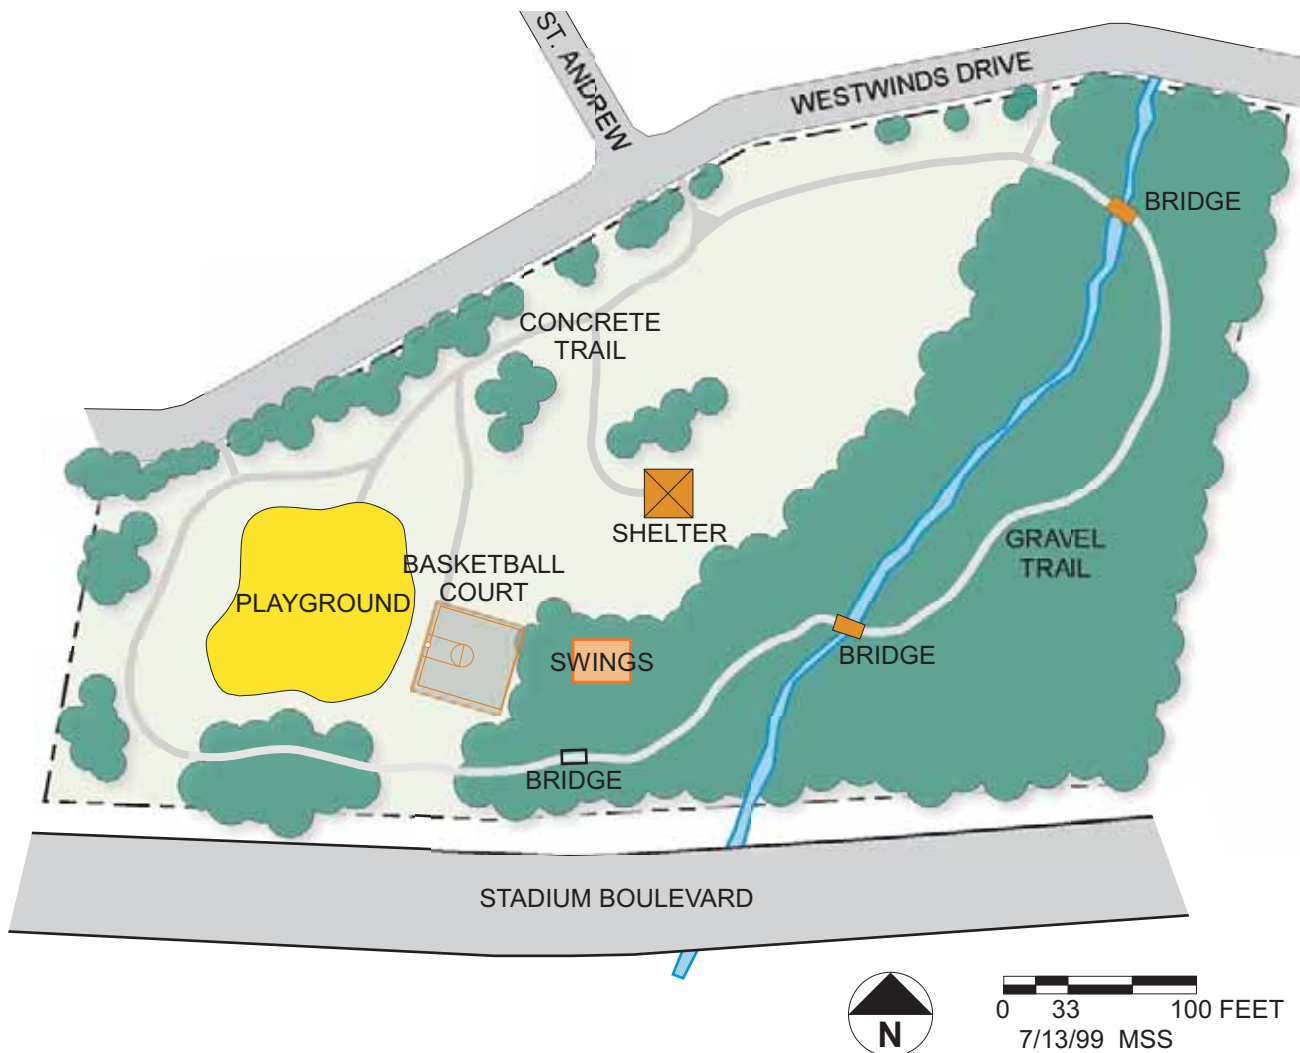 ST. ANDREW
WESTWINDS DRIVE
BRIDGE
CONCRETE
TRAIL
SHELTER
GRAVEL
TRAIL
BASKETBALL
COURT
PLAYGROUND
SWINGS
BRIDGE
BRIDGE
STADIUM BOULEVARD
N
0 33 100 FEET
7/13/99 MSS